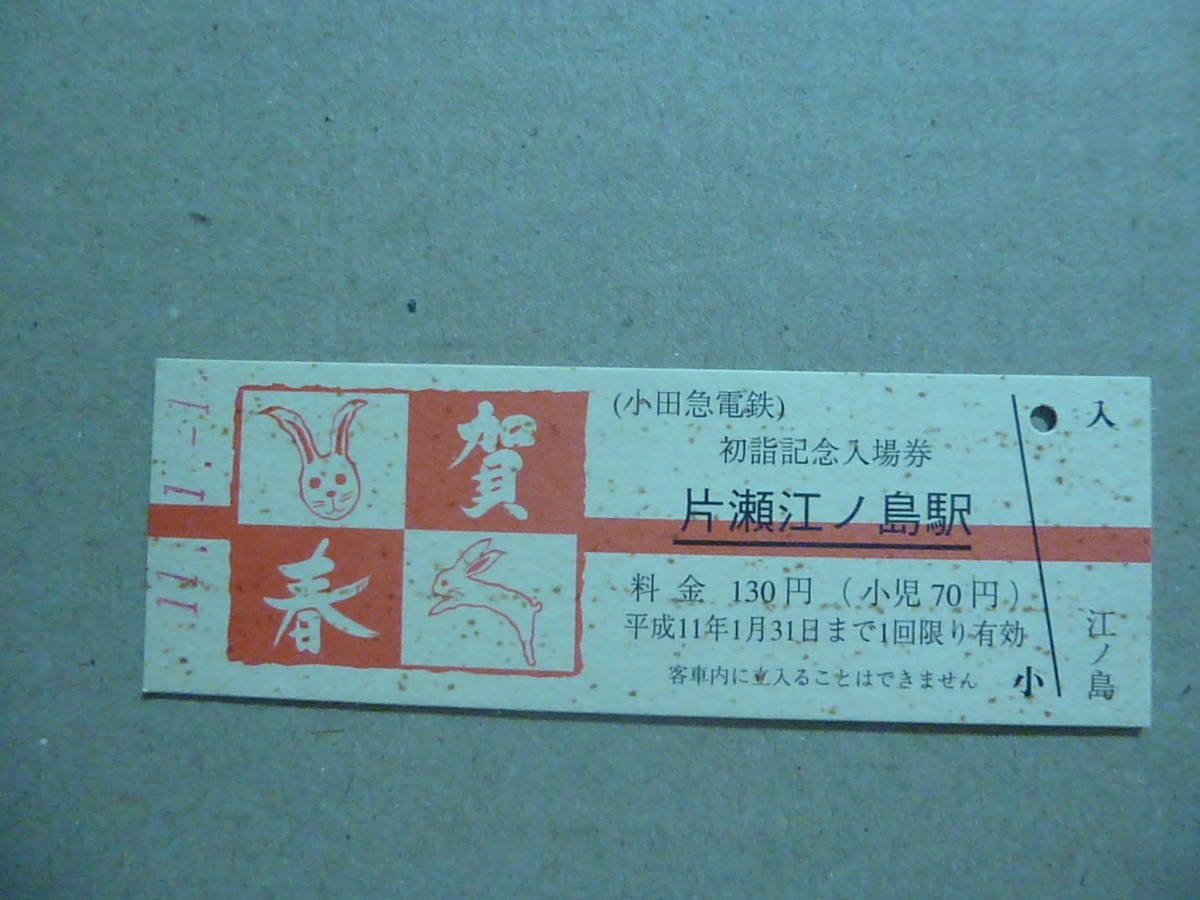 11.-1.-1.
賀
春
(小田急電鉄)
初詣記念入場券
片瀬江ノ島駅
料金 130円 (小児70円)
平成11年1月31日まで1回限り有効
客車内に立入ることはできません
小
入
江ノ島